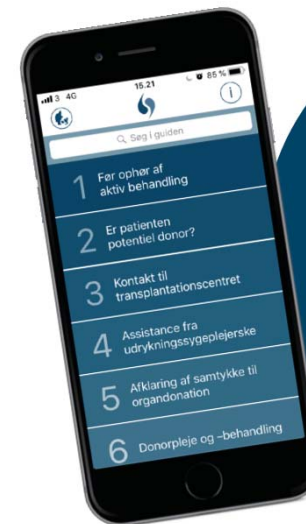 3 4G 15.21 85 %
i
Søg i guiden
1 Før ophør af
aktiv behandling
2 Er patienten
potentiel donor?
3 Kontakt til
transplantationscentret
4 Assistance fra
udrykningssygeplejerske
5 Afklaring af samtykke til
organdonation
6 Donorpleje og –behandling